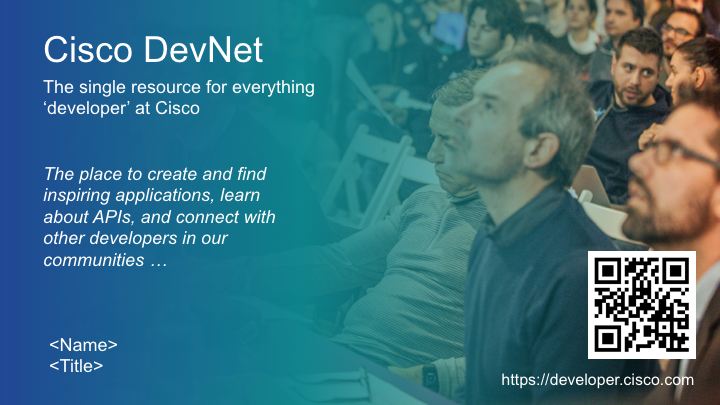 Cisco DevNet
The single resource for everything
‘developer’ at Cisco
The place to create and find
inspiring applications, learn
about APIs, and connect with
other developers in our
communities …
<Name>
<Title>
https://developer.cisco.com